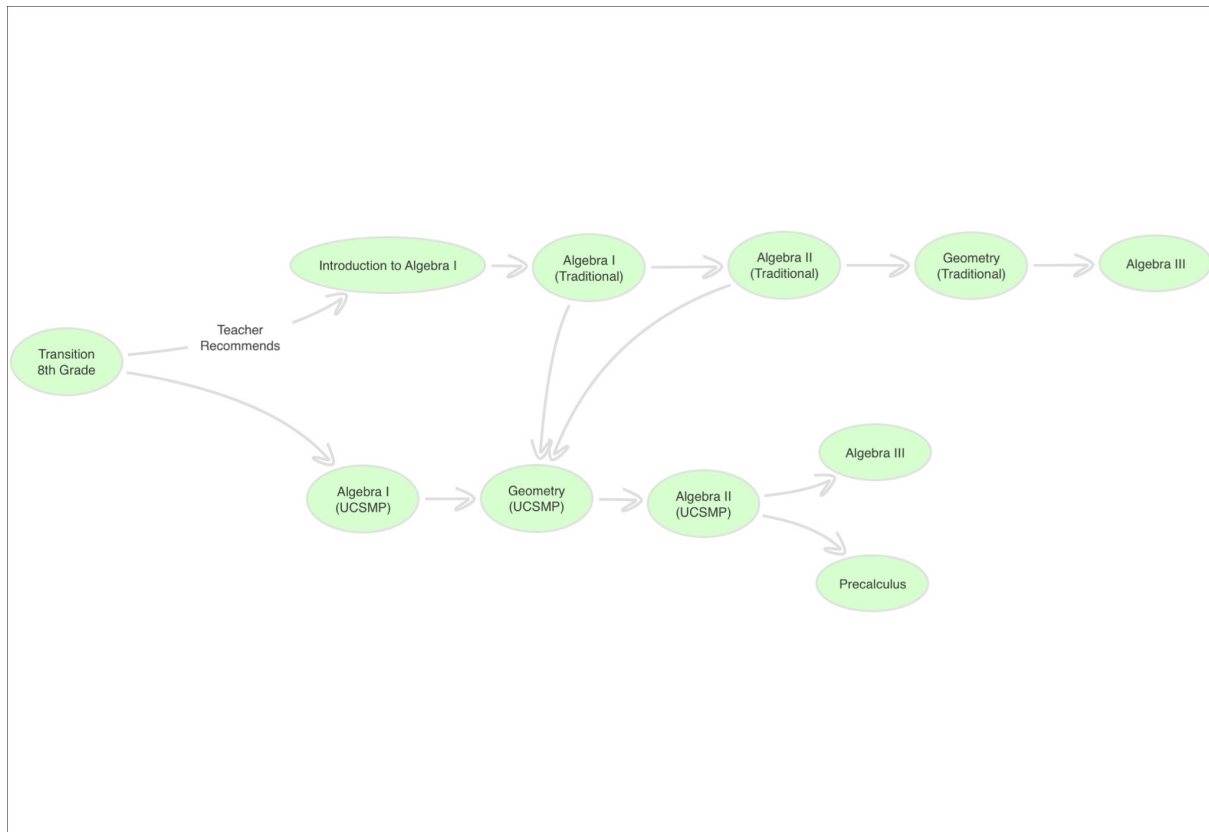 Introduction to Algebra I
Algebra I
(Traditional)
Algebra II
(Traditional)
Geometry
(Traditional)
Algebra III
Teacher
Recommends
Transition
8th Grade
Algebra I
(UCSMP)
Geometry
(UCSMP)
Algebra II
(UCSMP)
Algebra III
Precalculus